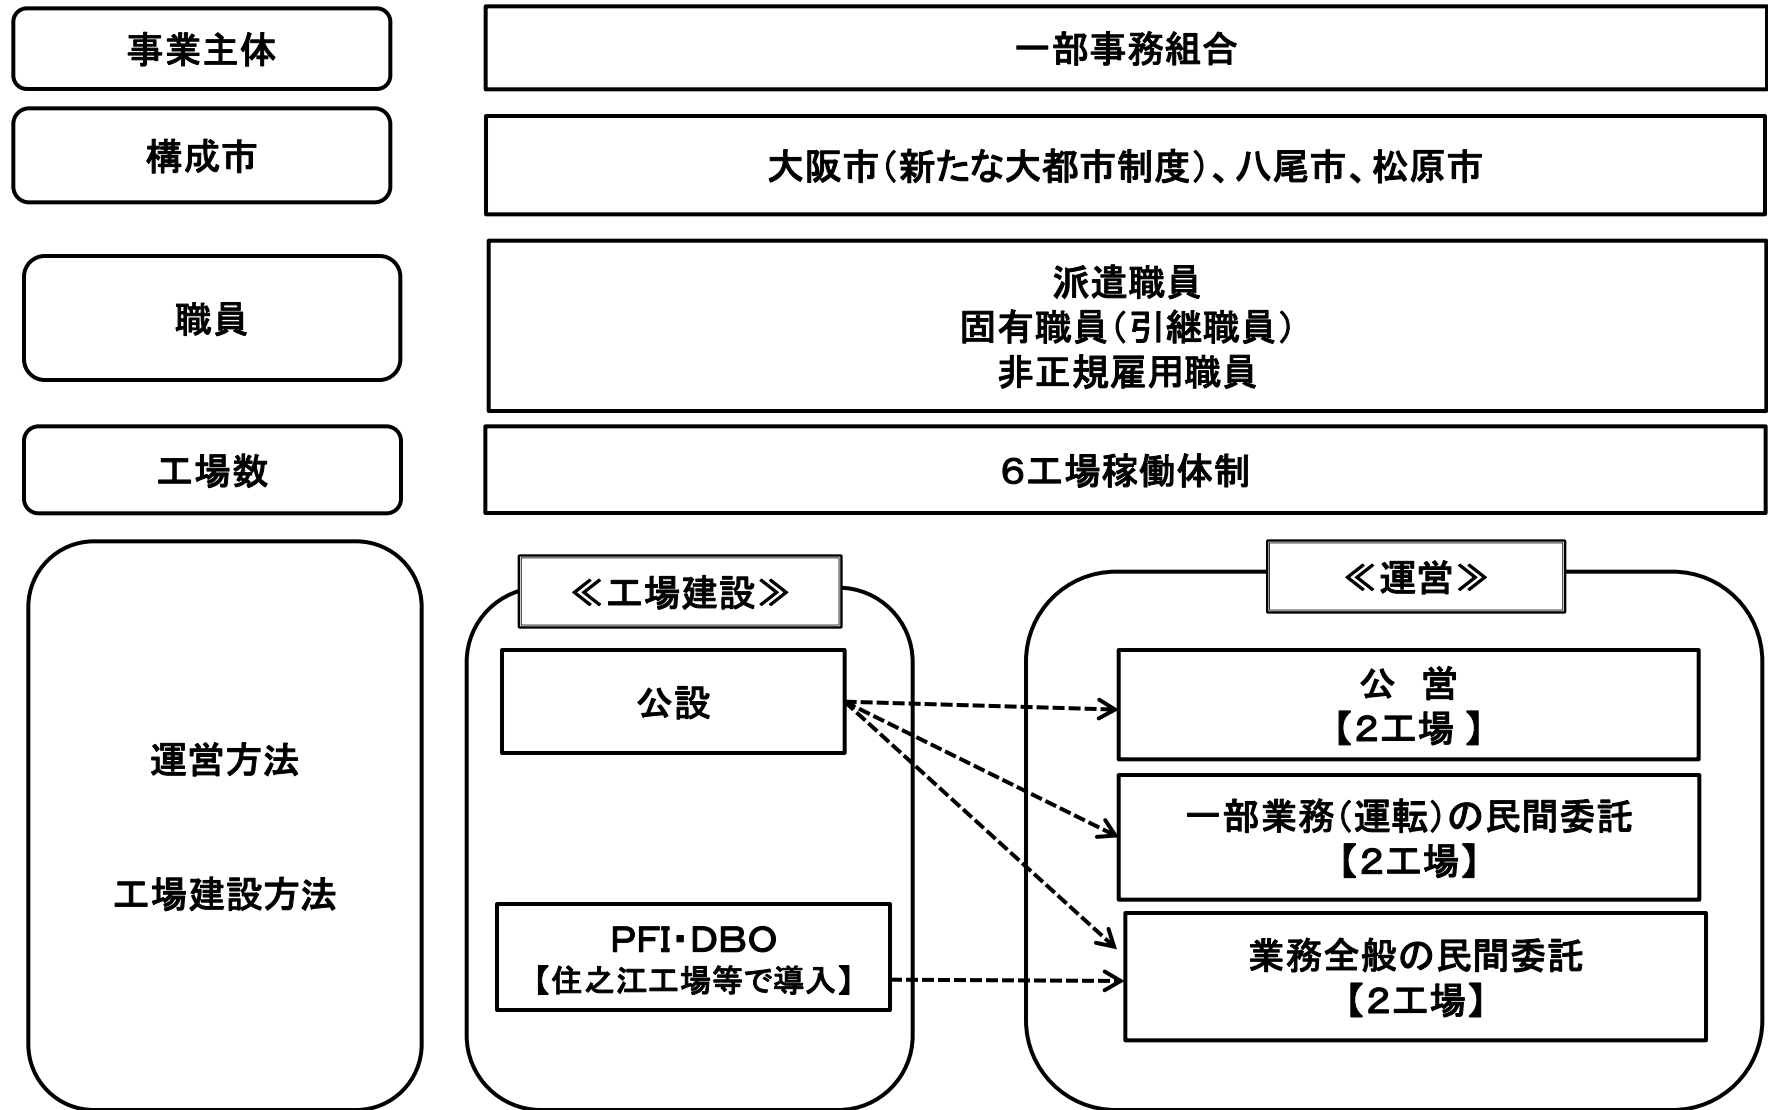 事業主体
一部事務組合
構成市
大阪市（新たな大都市制度）、八尾市、松原市
職員
派遣職員
固有職員（引継職員）
非正規雇用職員
工場数
６工場稼働体制
運営方法
工場建設方法
≪工場建設≫
公設
PFI・DBO
【住之江工場等で導入】
≪運営≫
公　営
【２工場 】
一部業務（運転）の民間委託
【２工場】
業務全般の民間委託
【２工場】